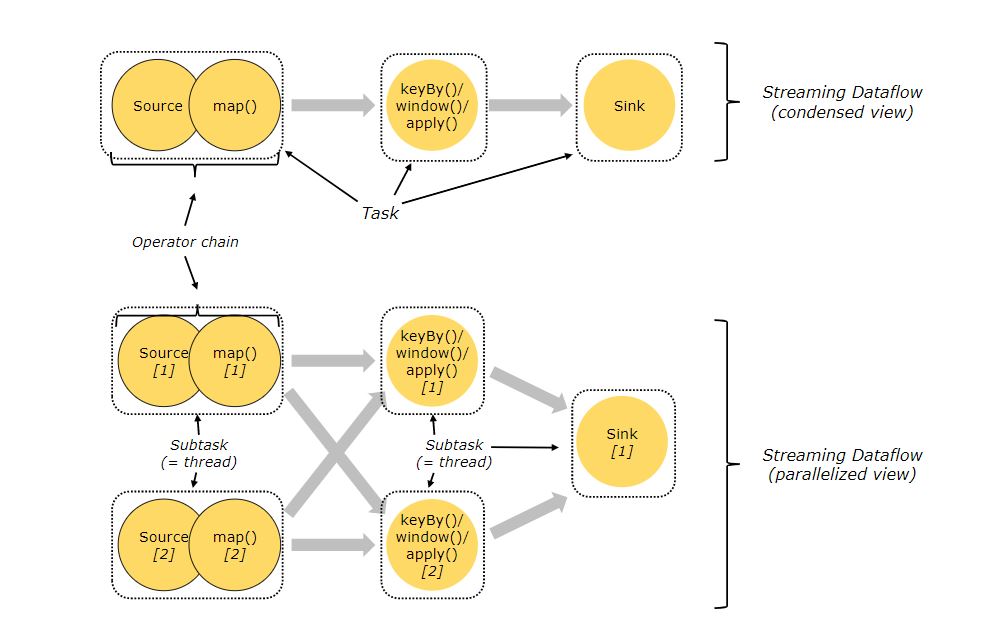 Source
map()
keyBy()/
window()/
apply()
Sink
Streaming Dataflow
(condensed view)
Task
Operator chain
Source
[1]
map()
[1]
keyBy()/
window()/
apply()
[1]
Subtask
(= thread)
Subtask
(= thread)
Sink
[1]
Streaming Dataflow
(parallelized view)
Source
[2]
map()
[2]
keyBy()/
window()/
apply()
[2]